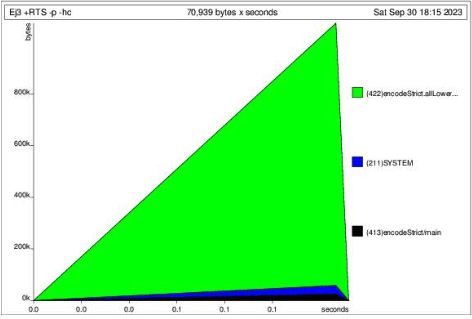 Ej3 +RTS -p -hc 70,939 bytes x seconds Sat Sep 30 18:15 2023
bytes
800k
600k
400k
200k
0k
(422)encodeStrict.allLower...
(211)SYSTEM
(413)encodeStrict/main
0.0 0.0 0.0 0.1 0.1 0.1 seconds